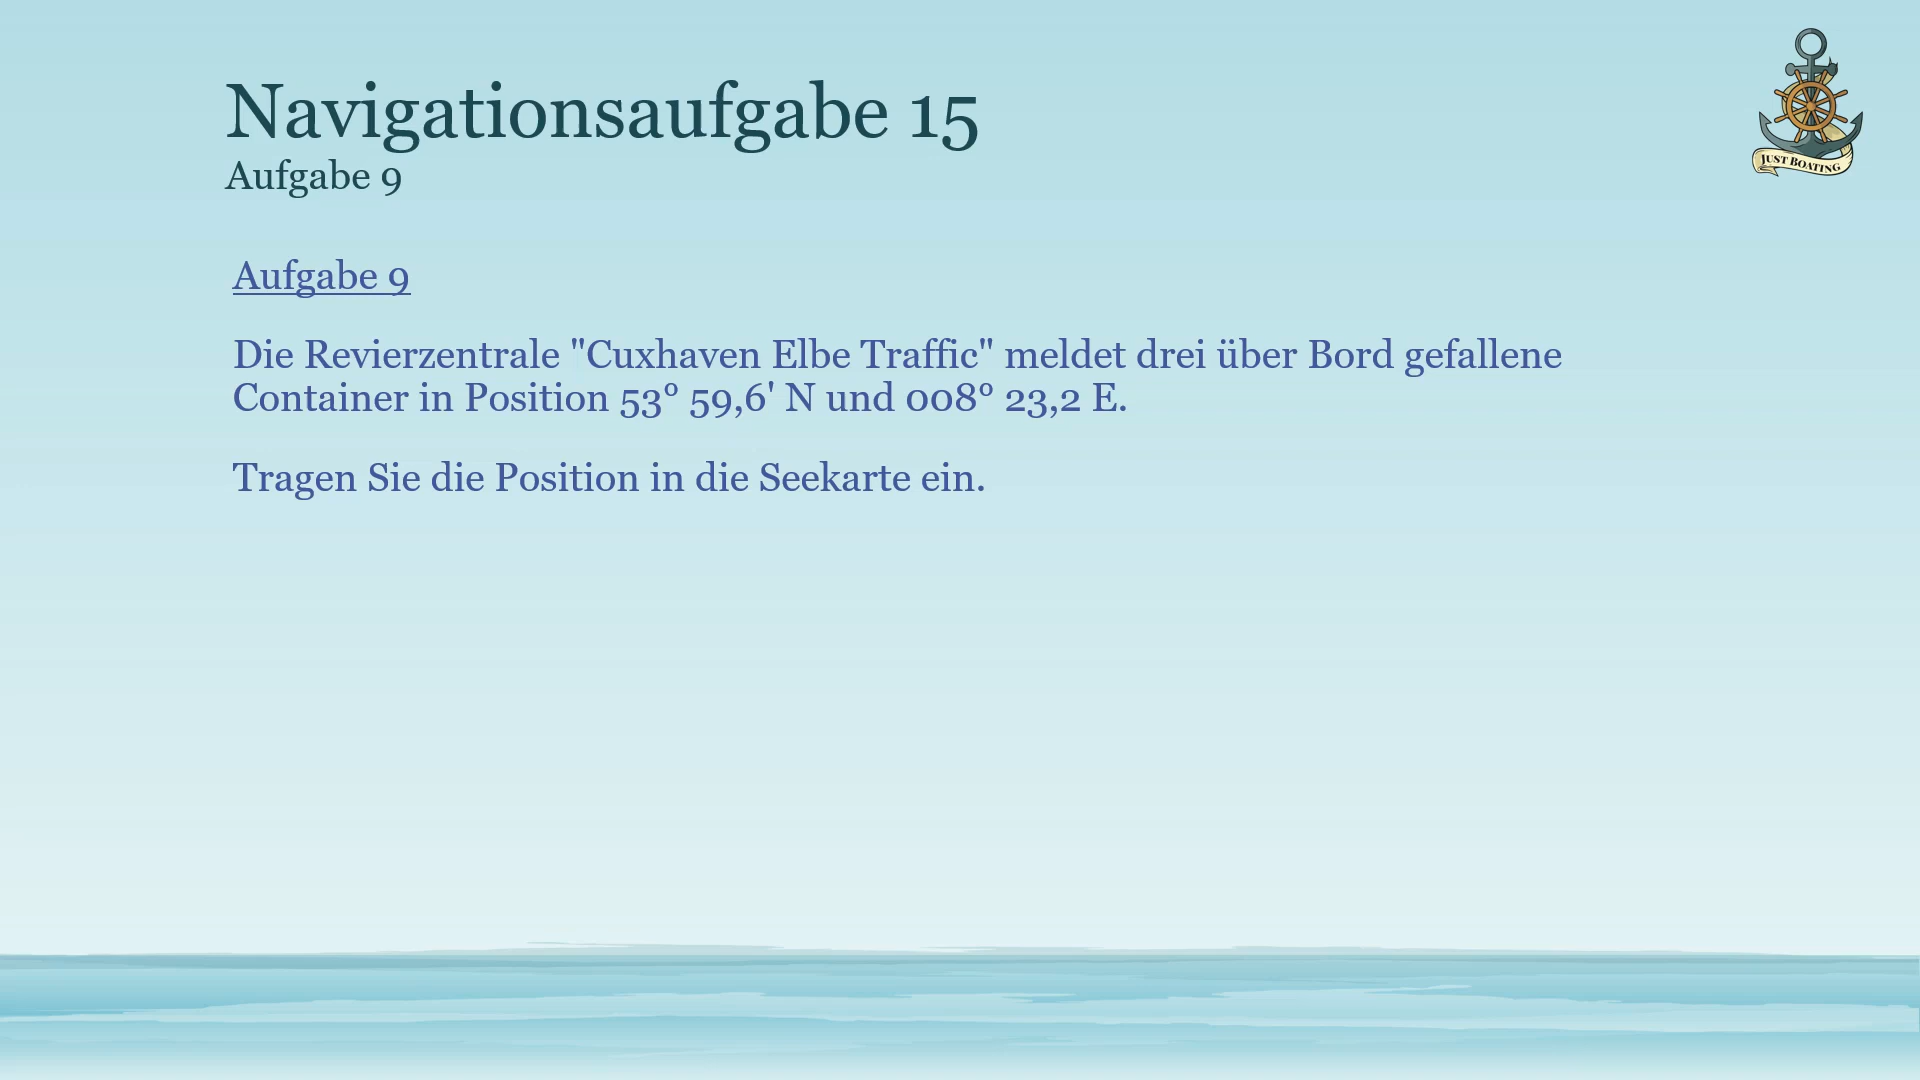 Navigationsaufgabe 15
Aufgabe 9
JUST BOATING
Aufgabe 9
Die Revierzentrale "Cuxhaven Elbe Traffic" meldet drei über Bord gefallene
Container in Position 53° 59,6' N und 008° 23,2 E.
Tragen Sie die Position in die Seekarte ein.